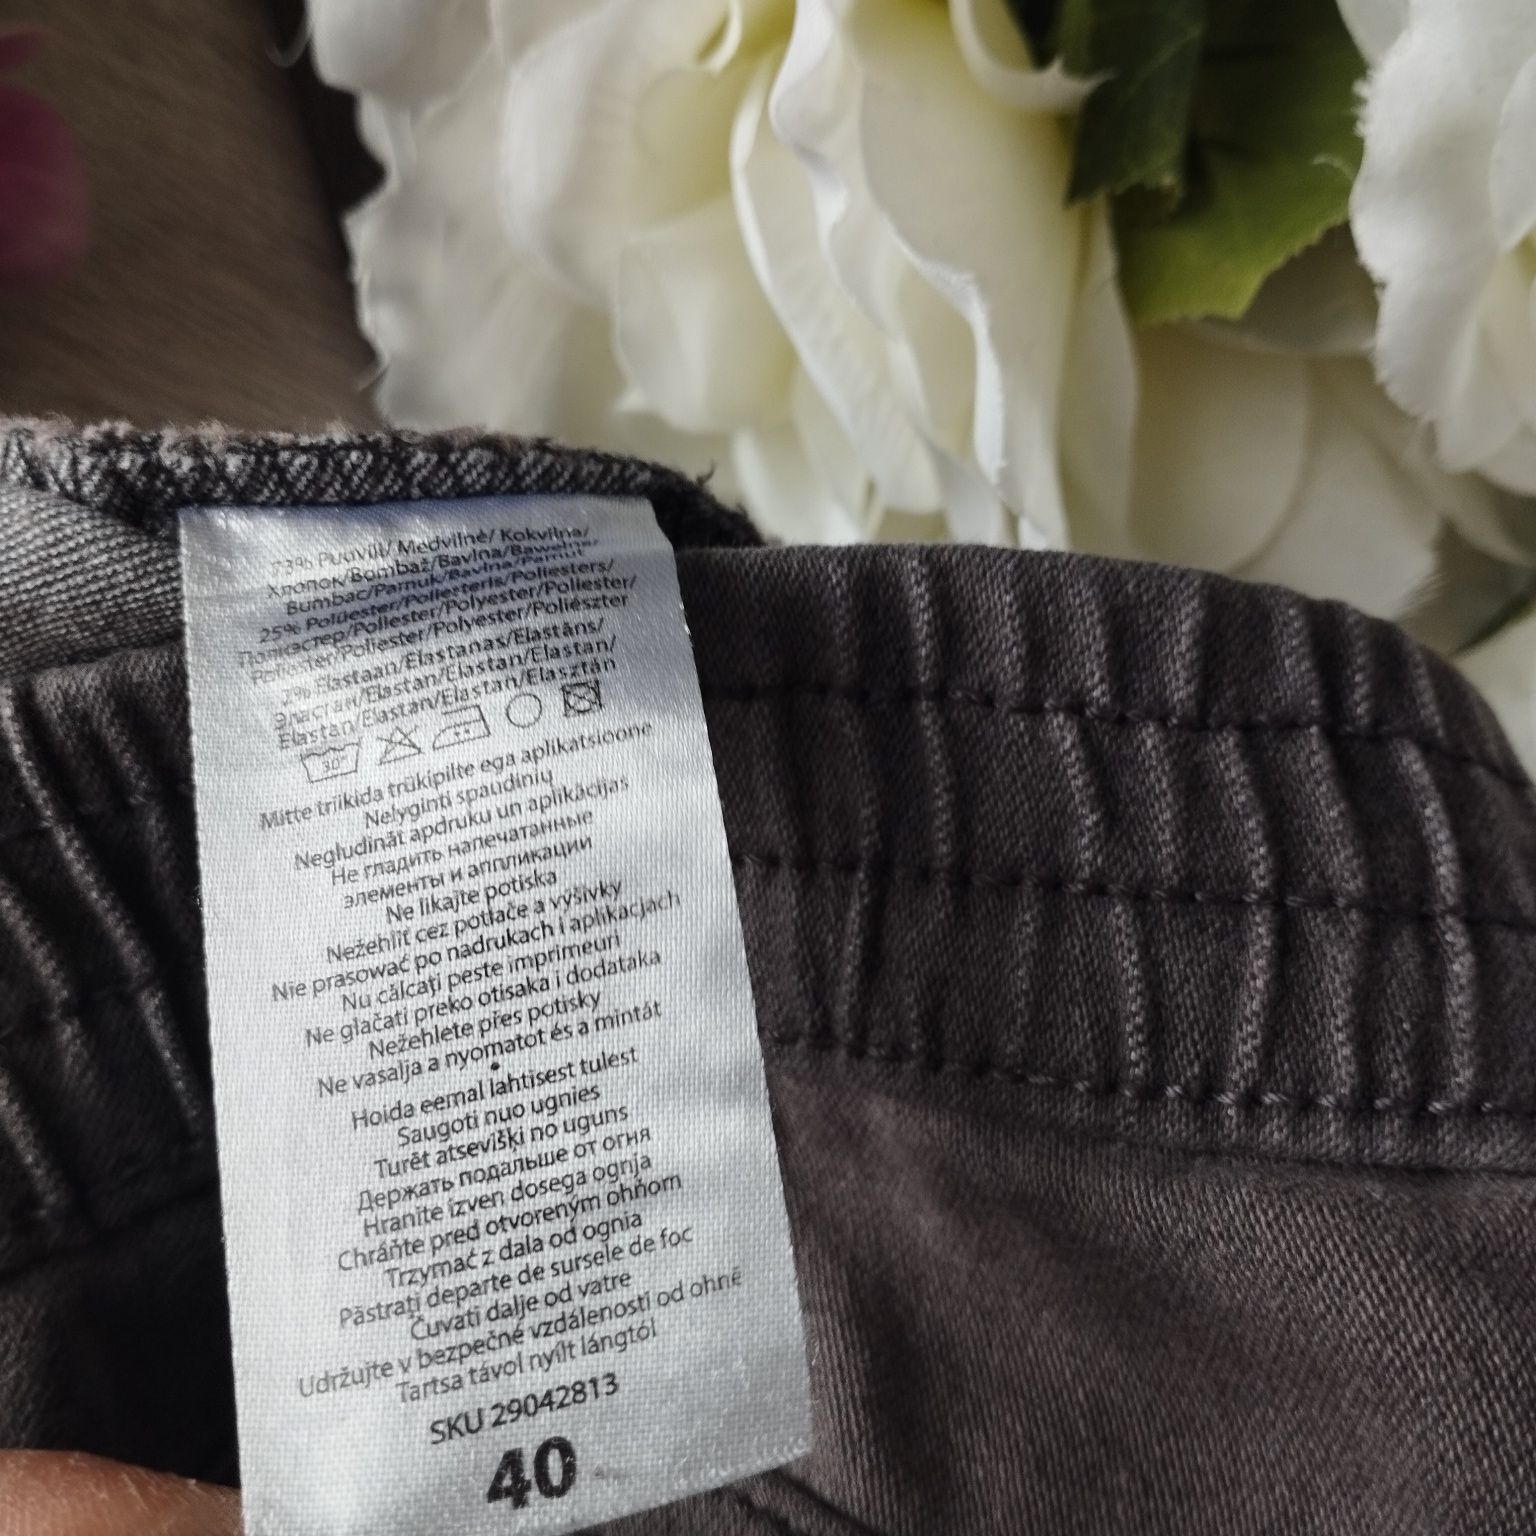 73% Puuvill/ Medvilnė/ Kokvilna/
Хлопок/Bombaž/Bavlna/Bawełna/
Bumbac/Pamuk/Bavlna/Pamut
25% Polüester/Poliesteris/Poliesters/
Полиэстер/Poliester/Polyester/Poliester/
Poliester/Poliester/Polyester/Poliészter
2% Elastaan/Elastanas/Elastāns/
Эластан/Elastan/Elastan/Elastan/
Elastan/Elastan/Elastan/Elasztán
30°
Mitte triikida trükipilte ega aplikatsioone
Nelyginti spaudinių
Negludināt apdruku un aplikācijas
Не гладить напечатанные
элементы и аппликации
Ne likajte potiska
Nežehliť cez potlače a výšivky
Nie prasować po nadrukach i aplikacjach
Nu călcați peste imprimeuri
Ne glačati preko otisaka i dodataka
Nežehlete přes potisky
Ne vasalja a nyomatot és a mintát
•
Hoida eemal lahtisest tulest
Saugoti nuo ugnies
Turēt atsevišķi no uguns
Держать подальше от огня
Hranite izven dosega ognja
Chráňte pred otvoreným ohňom
Trzymać z dala od ognia
Păstrați departe de sursele de foc
Čuvati dalje od vatre
Udržujte v bezpečné vzdálenosti od ohně
Tartsa távol nyílt lángtól
SKU 29042813
40